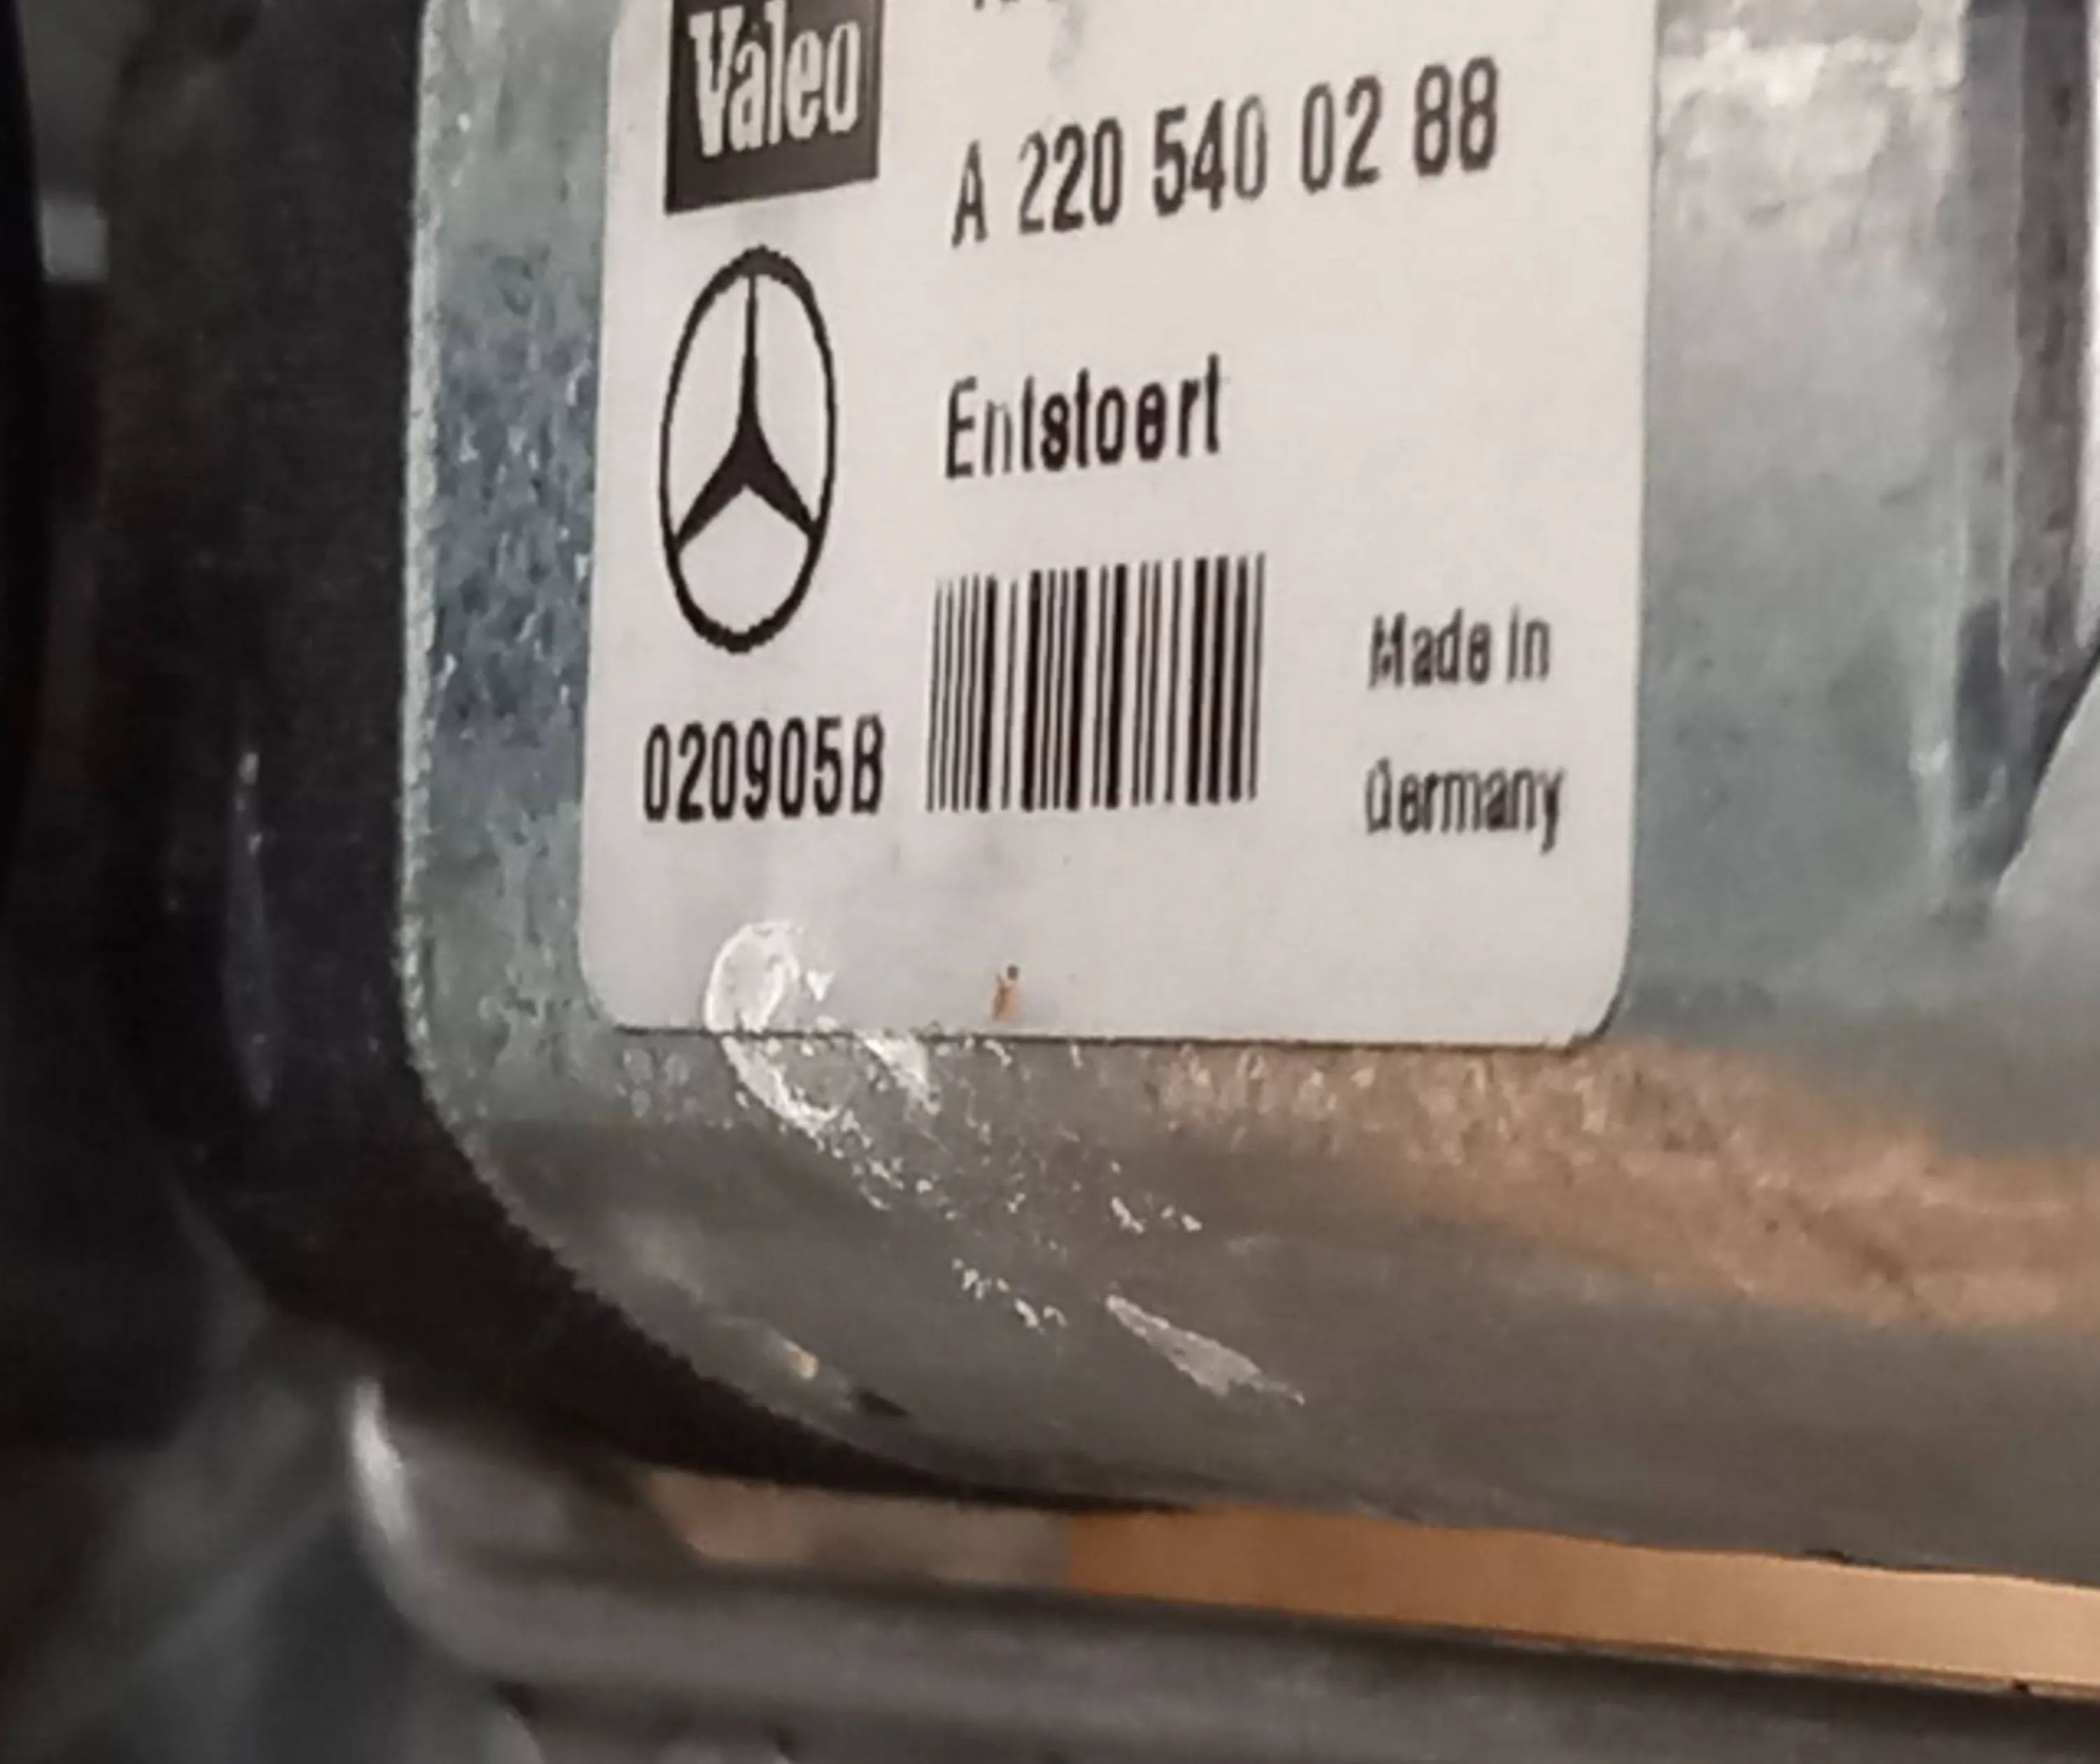 Valeo
A 220 540 02 88
Entstoert
020905B
Made in
Germany